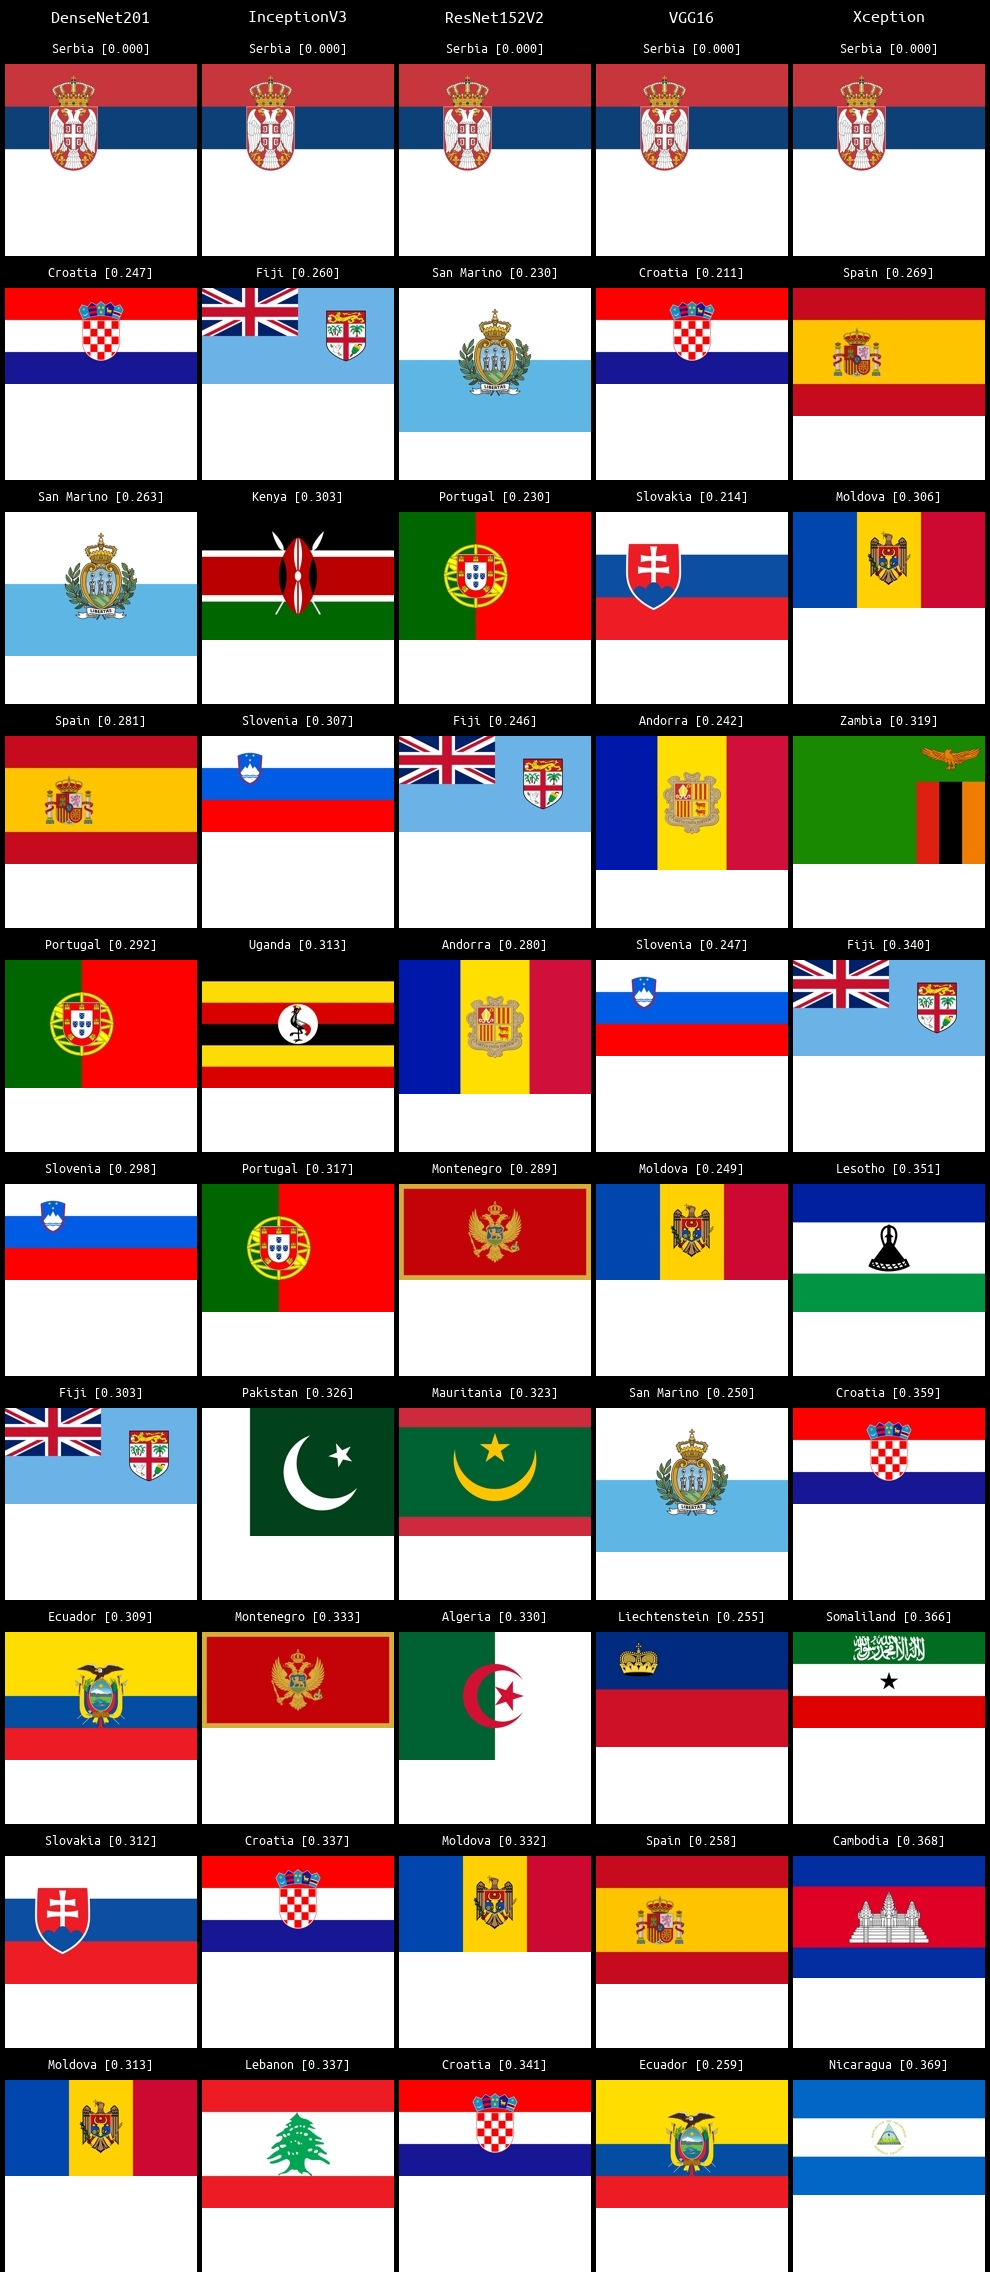 DenseNet201 InceptionV3 ResNet152V2 VGG16 Xception
Serbia [0.000] Serbia [0.000] Serbia [0.000] Serbia [0.000] Serbia [0.000]
Croatia [0.247] Fiji [0.260] San Marino [0.230] Croatia [0.211] Spain [0.269]
LIBERTAS
San Marino [0.263] Kenya [0.303] Portugal [0.230] Slovakia [0.214] Moldova [0.306]
LIBERTAS
Spain [0.281] Slovenia [0.307] Fiji [0.246] Andorra [0.242] Zambia [0.319]
Portugal [0.292] Uganda [0.313] Andorra [0.280] Slovenia [0.247] Fiji [0.340]
Slovenia [0.298] Portugal [0.317] Montenegro [0.289] Moldova [0.249] Lesotho [0.351]
Fiji [0.303] Pakistan [0.326] Mauritania [0.323] San Marino [0.250] Croatia [0.359]
LIBERTAS
Ecuador [0.309] Montenegro [0.333] Algeria [0.330] Liechtenstein [0.255] Somaliland [0.366]
Slovakia [0.312] Croatia [0.337] Moldova [0.332] Spain [0.258] Cambodia [0.368]
Moldova [0.313] Lebanon [0.337] Croatia [0.341] Ecuador [0.259] Nicaragua [0.369]